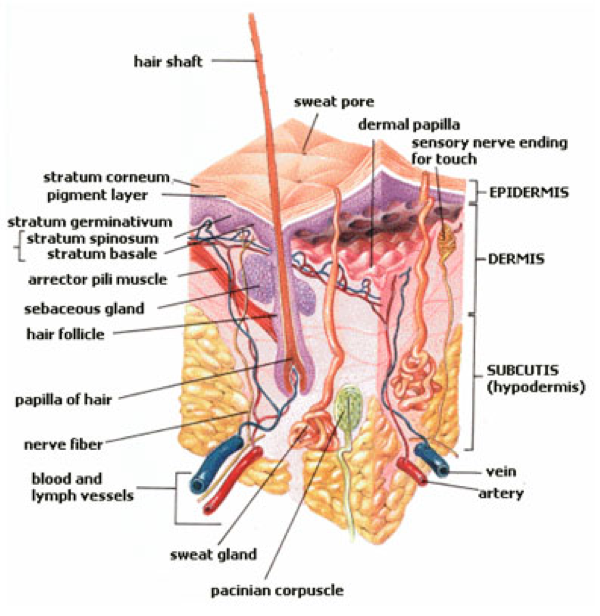 hair shaft
sweat pore
dermal papilla
sensory nerve ending
for touch
stratum corneum
pigment layer
EPIDERMIS
stratum germinativum
stratum spinosum
stratum basale
DERMIS
arrector pili muscle
sebaceous gland
hair follicle
SUBCUTIS
(hypodermis)
papilla of hair
nerve fiber
blood and
lymph vessels
vein
artery
sweat gland
pacinian corpuscle